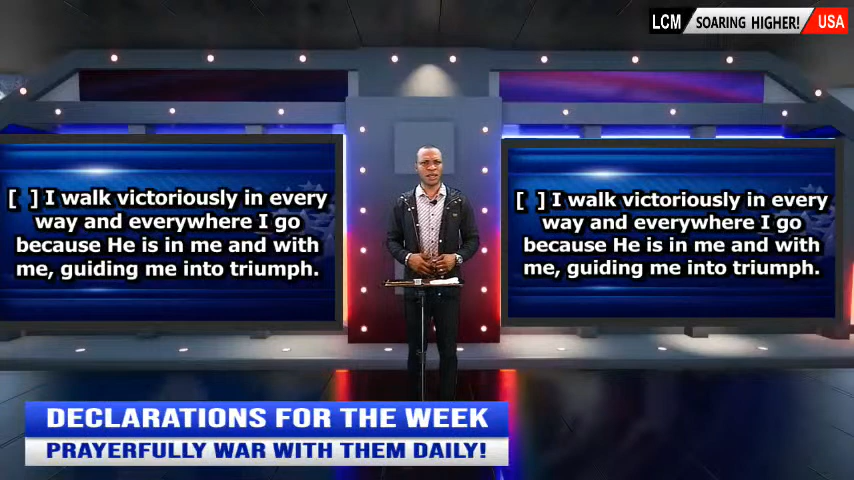 LCM SOARING HIGHER! USA
[ ] I walk victoriously in every
way and everywhere I go
because He is in me and with
me, guiding me into triumph.
[ ] I walk victoriously in every
way and everywhere I go
because He is in me and with
me, guiding me into triumph.
DECLARATIONS FOR THE WEEK
PRAYERFULLY WAR WITH THEM DAILY!